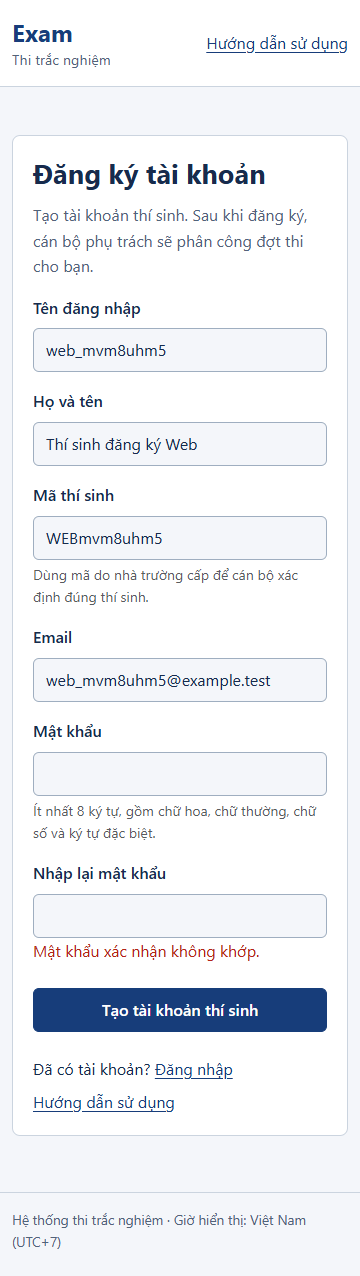 Exam
Thi trắc nghiệm
Hướng dẫn sử dụng
Đăng ký tài khoản
Tạo tài khoản thí sinh. Sau khi đăng ký,
cán bộ phụ trách sẽ phân công đợt thi
cho bạn.
Tên đăng nhập
web_mvm8uhm5
Họ và tên
Thí sinh đăng ký Web
Mã thí sinh
WEBmvm8uhm5
Dùng mã do nhà trường cấp để cán bộ xác
định đúng thí sinh.
Email
web_mvm8uhm5@example.test
Mật khẩu
Ít nhất 8 ký tự, gồm chữ hoa, chữ thường, chữ
số và ký tự đặc biệt.
Nhập lại mật khẩu
Mật khẩu xác nhận không khớp.
Tạo tài khoản thí sinh
Đã có tài khoản? Đăng nhập
Hướng dẫn sử dụng
Hệ thống thi trắc nghiệm · Giờ hiển thị: Việt Nam
(UTC+7)